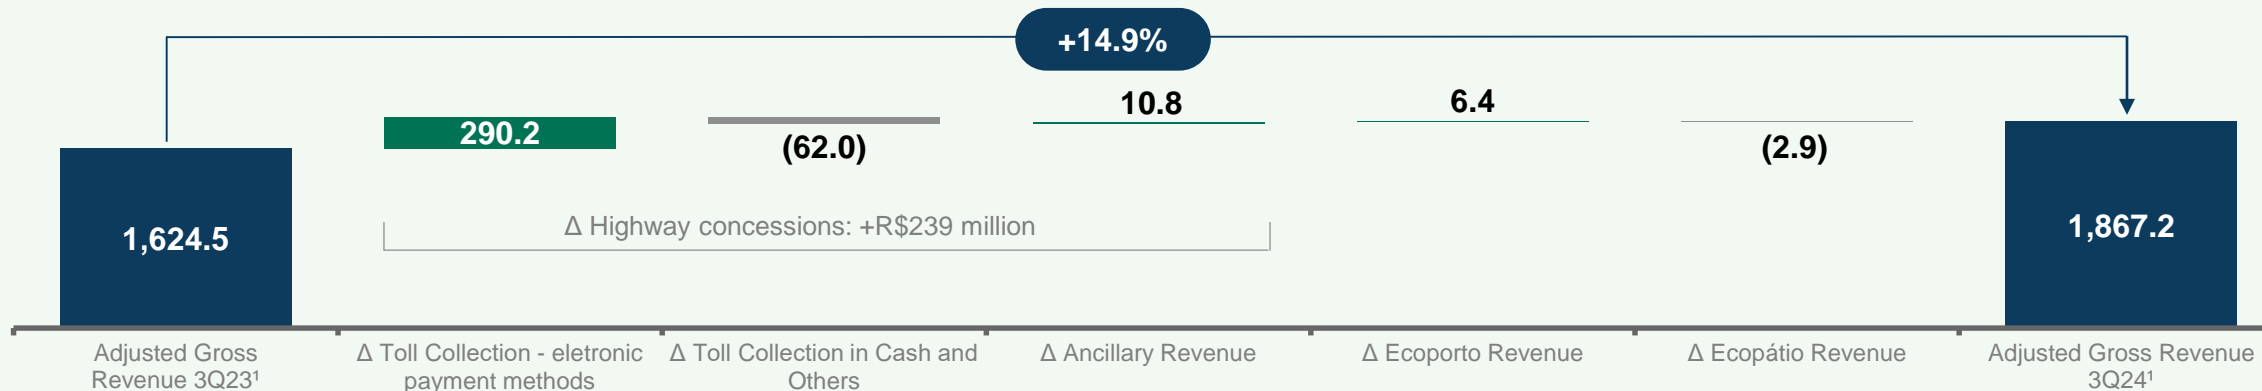 +14.9%
1,624.5
290.2
(62.0)
10.8
6.4
(2.9)
1,867.2
Δ Highway concessions: +R$239 million
Adjusted Gross
Revenue 3Q23¹
Δ Toll Collection - eletronic
payment methods
Δ Toll Collection in Cash and
Others
Δ Ancillary Revenue
Δ Ecoporto Revenue
Δ Ecopátio Revenue
Adjusted Gross Revenue
3Q24¹